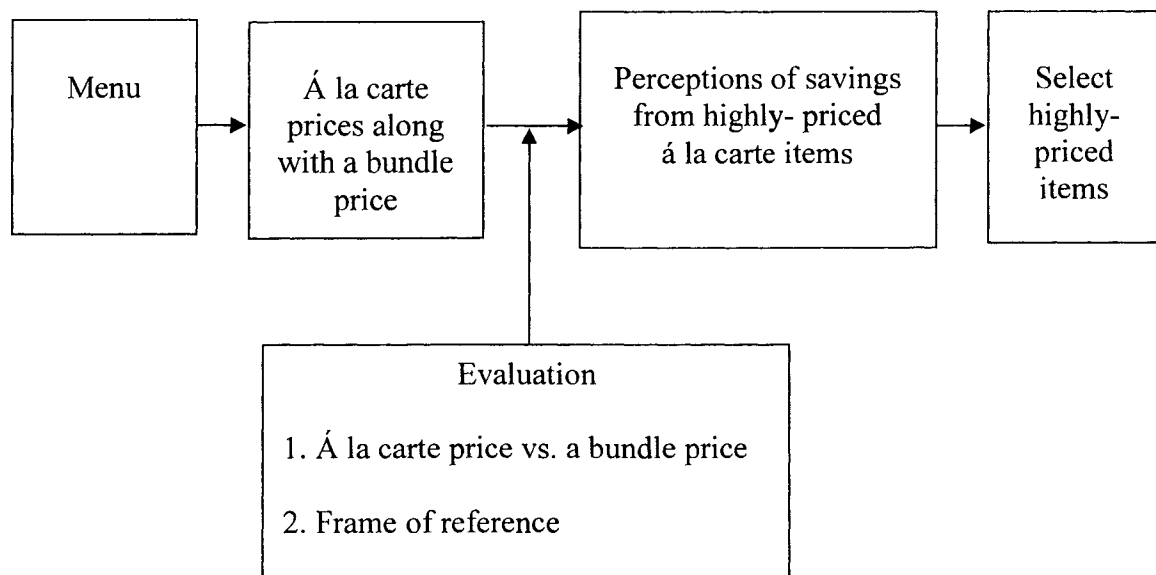 Menu
Á la carte
prices along
with a bundle
price
Perceptions of savings
from highly- priced
á la carte items
Select
highly-
priced
items
Evaluation
1. Á la carte price vs. a bundle price
2. Frame of reference